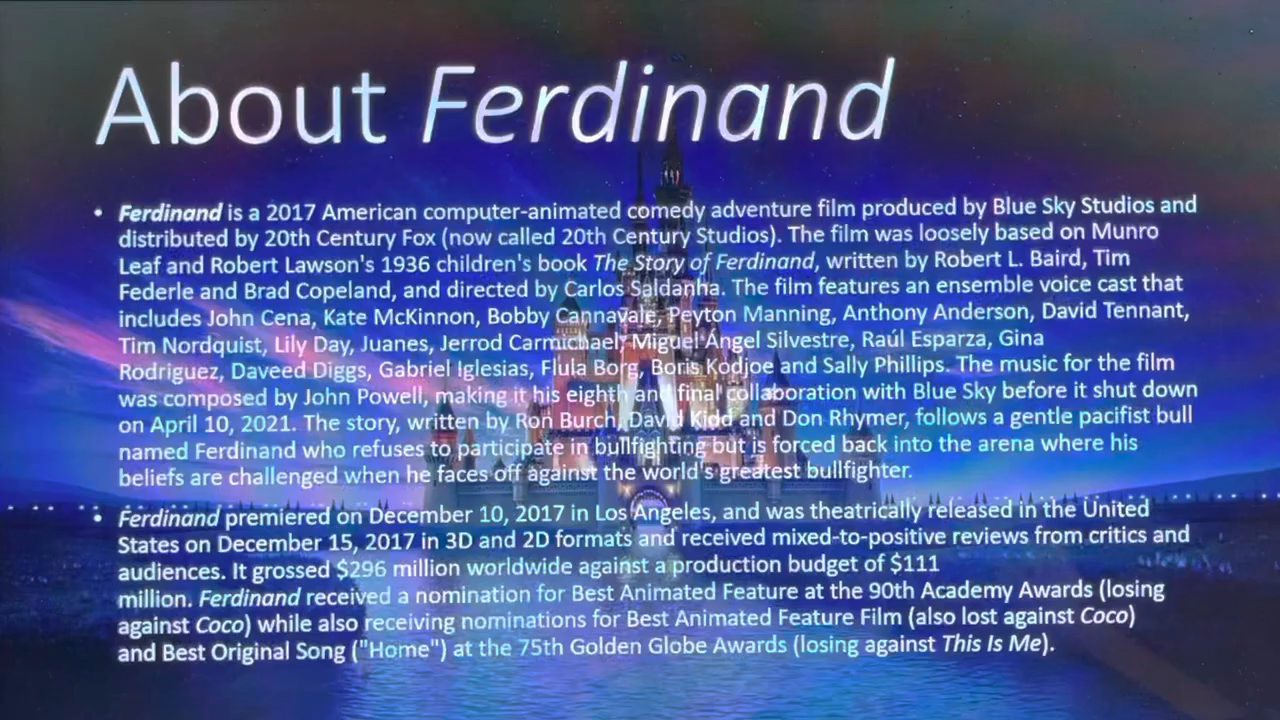 About Ferdinand
• Ferdinand is a 2017 American computer-animated comedy adventure film produced by Blue Sky Studios and
distributed by 20th Century Fox (now called 20th Century Studios). The film was loosely based on Munro
Leaf and Robert Lawson's 1936 children's book The Story of Ferdinand, written by Robert L. Baird, Tim
Federle and Brad Copeland, and directed by Carlos Saldanha. The film features an ensemble voice cast that
includes John Cena, Kate McKinnon, Bobby Cannavale, Peyton Manning, Anthony Anderson, David Tennant,
Tim Nordquist, Lily Day, Juanes, Jerrod Carmichael, Miguel Ángel Silvestre, Raúl Esparza, Gina
Rodriguez, Daveed Diggs, Gabriel Iglesias, Flula Borg, Boris Kodjoe and Sally Phillips. The music for the film
was composed by John Powell, making it his eighth and final collaboration with Blue Sky before it shut down
on April 10, 2021. The story, written by Ron Burch, David Kidd and Don Rhymer, follows a gentle pacifist bull
named Ferdinand who refuses to participate in bullfighting but is forced back into the arena where his
beliefs are challenged when he faces off against the world's greatest bullfighter.
• Ferdinand premiered on December 10, 2017 in Los Angeles, and was theatrically released in the United
States on December 15, 2017 in 3D and 2D formats and received mixed-to-positive reviews from critics and
audiences. It grossed $296 million worldwide against a production budget of $111
million. Ferdinand received a nomination for Best Animated Feature at the 90th Academy Awards (losing
against Coco) while also receiving nominations for Best Animated Feature Film (also lost against Coco)
and Best Original Song ("Home") at the 75th Golden Globe Awards (losing against This Is Me).